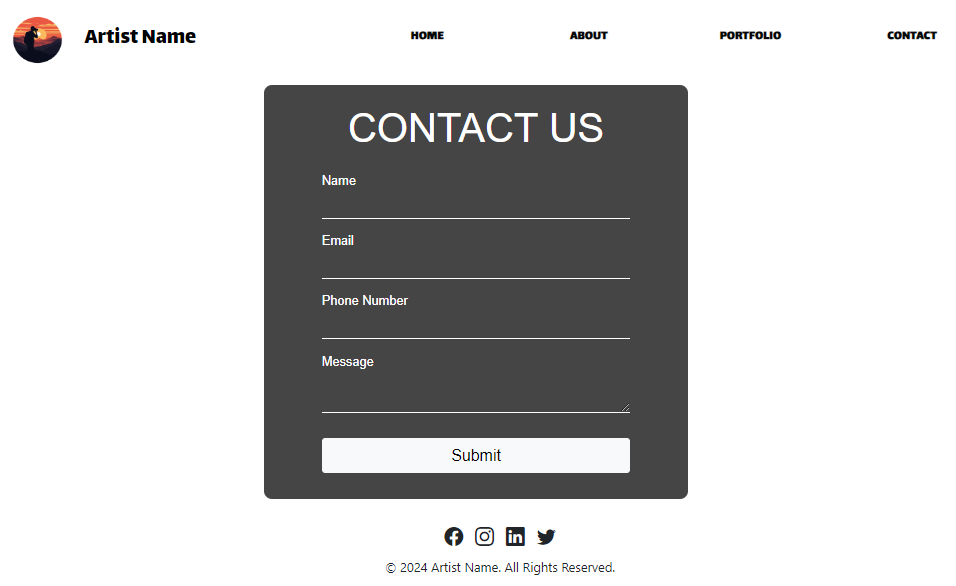 Artist Name HOME ABOUT PORTFOLIO CONTACT
CONTACT US
Name
Email
Phone Number
Message
Submit
© 2024 Artist Name. All Rights Reserved.